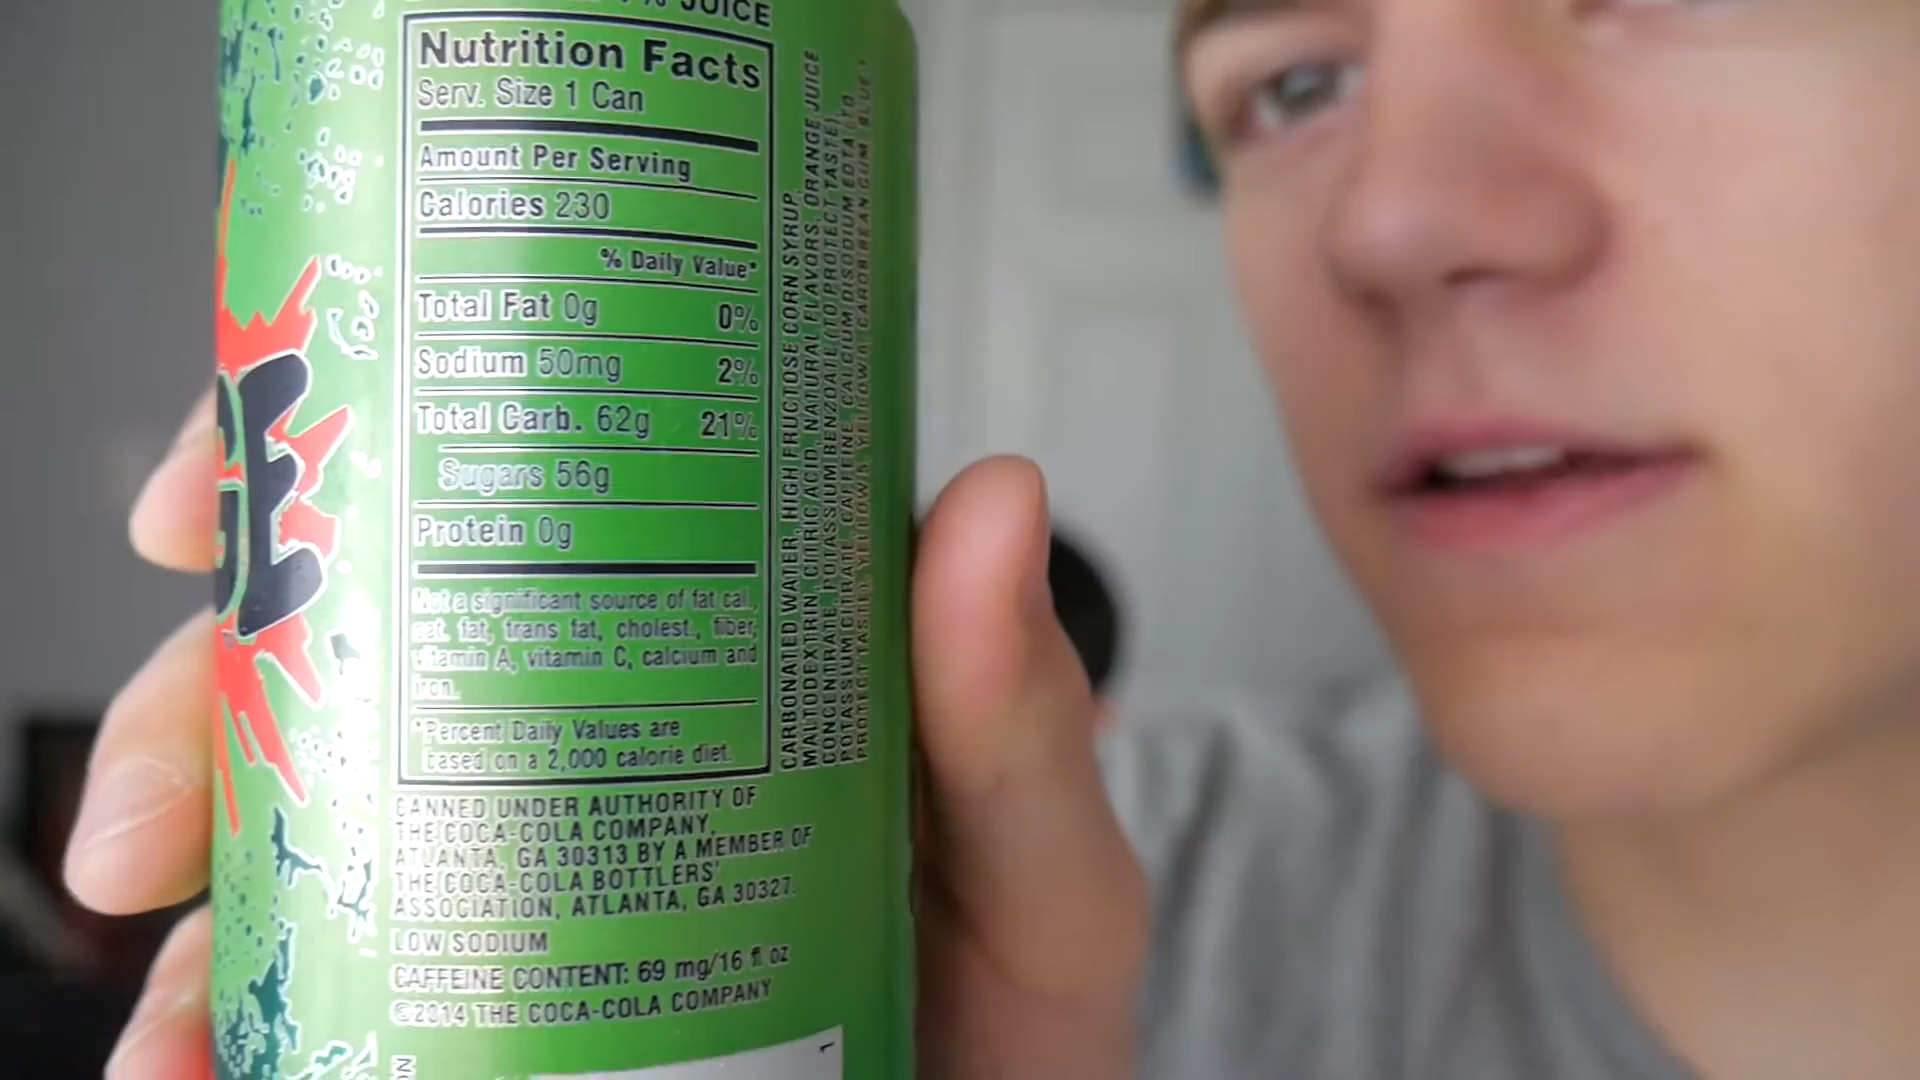 % JUICE
Nutrition Facts
Serv. Size 1 Can
Amount Per Serving
Calories 230
% Daily Value*
Total Fat 0g 0%
Sodium 50mg 2%
Total Carb. 62g 21%
Sugars 56g
Protein 0g
Not a significant source of fat cal.,
sat. fat, trans fat, cholest., fiber,
vitamin A, vitamin C, calcium and
iron.
*Percent Daily Values are
based on a 2,000 calorie diet.
CARBONATED WATER, HIGH FRUCTOSE CORN SYRUP,
MALTODEXTRIN, CITRIC ACID, NATURAL FLAVORS, ORANGE JUICE
CONCENTRATE, POTASSIUM BENZOATE (TO PROTECT TASTE),
POTASSIUM CITRATE, CAFFEINE, CALCIUM DISODIUM EDTA (TO
PROTECT TASTE), YELLOW 5, YELLOW 6, CAROB BEAN GUM, BLUE 1
CANNED UNDER AUTHORITY OF
THE COCA-COLA COMPANY,
ATLANTA, GA 30313 BY A MEMBER OF
THE COCA-COLA BOTTLERS'
ASSOCIATION, ATLANTA, GA 30327.
LOW SODIUM
CAFFEINE CONTENT: 69 mg/16 fl oz
©2014 THE COCA-COLA COMPANY
GE